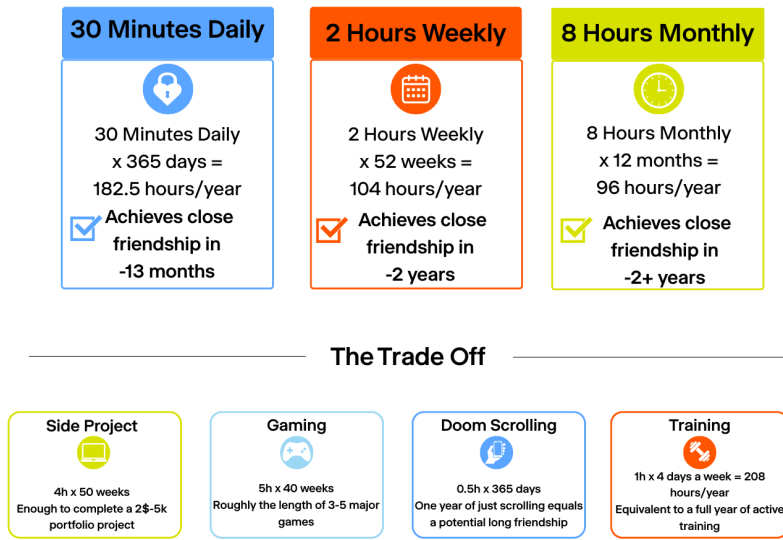 30 Minutes Daily
30 Minutes Daily
x 365 days =
182.5 hours/year
Achieves close
friendship in
-13 months
2 Hours Weekly
2 Hours Weekly
x 52 weeks =
104 hours/year
Achieves close
friendship in
-2 years
8 Hours Monthly
8 Hours Monthly
x 12 months =
96 hours/year
Achieves close
friendship in
-2+ years
The Trade Off
Side Project
4h x 50 weeks
Enough to complete a 2$-5k
portfolio project
Gaming
5h x 40 weeks
Roughly the length of 3-5 major
games
Doom Scrolling
0.5h x 365 days
One year of just scrolling equals
a potential long friendship
Training
1h x 4 days a week = 208
hours/year
Equivalent to a full year of active
training